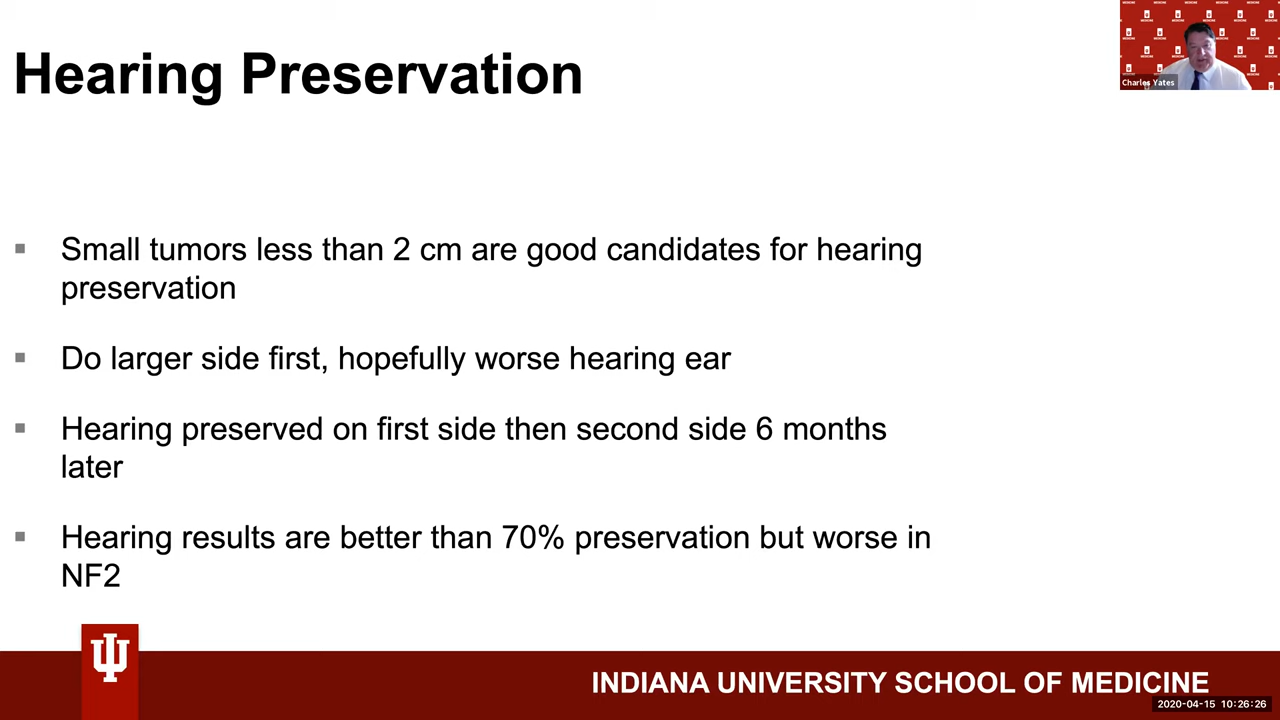 Hearing Preservation
Charles Yates
Small tumors less than 2 cm are good candidates for hearing
preservation
Do larger side first, hopefully worse hearing ear
Hearing preserved on first side then second side 6 months
later
Hearing results are better than 70% preservation but worse in
NF2
INDIANA UNIVERSITY SCHOOL OF MEDICINE
2020-04-15 10:26:26